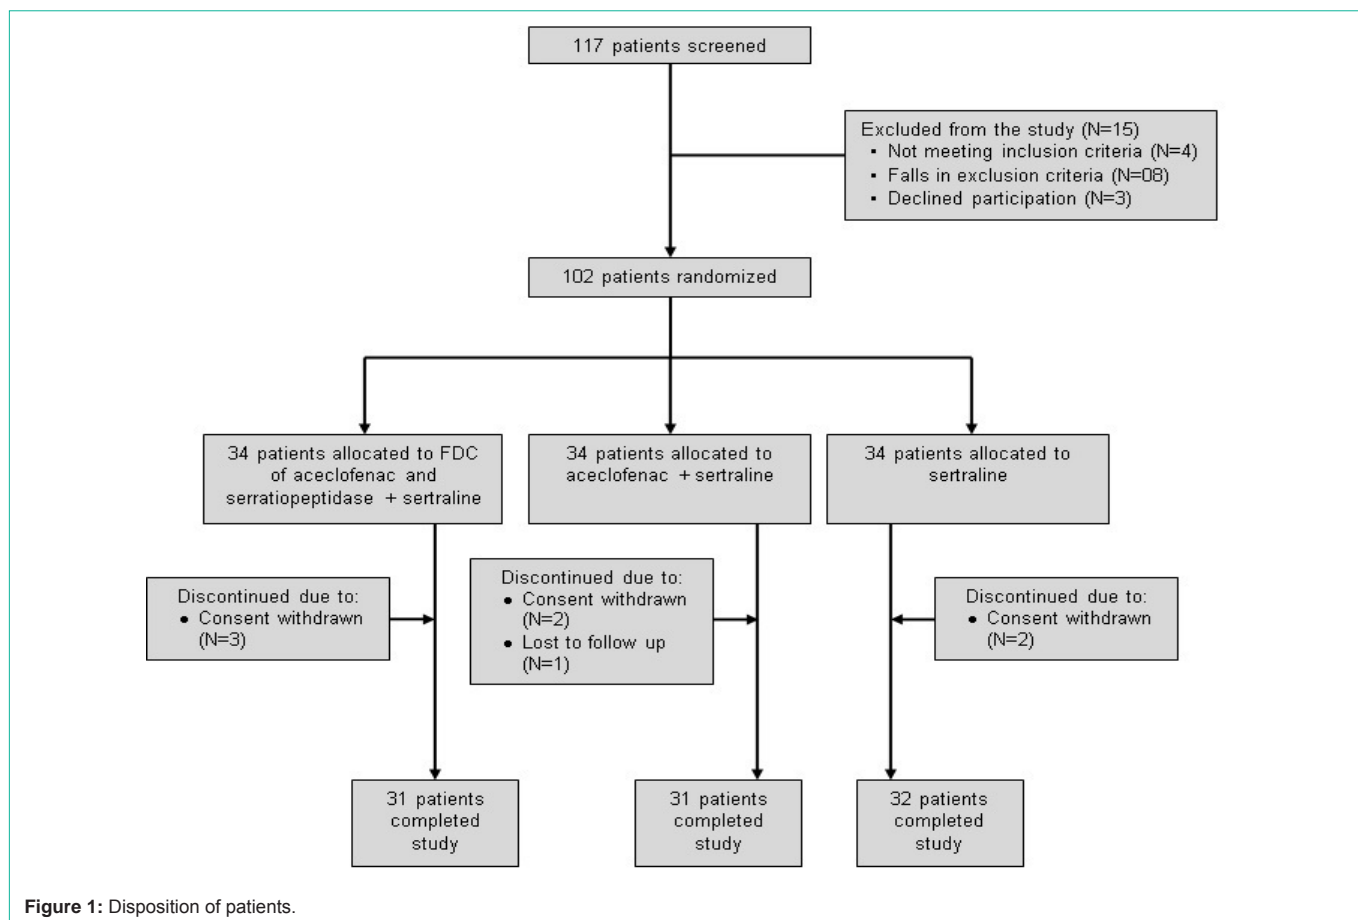 117 patients screened
Excluded from the study (N=15)
▪ Not meeting inclusion criteria (N=4)
▪ Falls in exclusion criteria (N=08)
▪ Declined participation (N=3)
102 patients randomized
34 patients allocated to FDC
of aceclofenac and
serratiopeptidase + sertraline
34 patients allocated to
aceclofenac + sertraline
34 patients allocated to
sertraline
Discontinued due to:
● Consent withdrawn
(N=3)
Discontinued due to:
● Consent withdrawn
(N=2)
● Lost to follow up
(N=1)
Discontinued due to:
● Consent withdrawn
(N=2)
31 patients
completed
study
31 patients
completed
study
32 patients
completed
study
Figure 1: Disposition of patients.